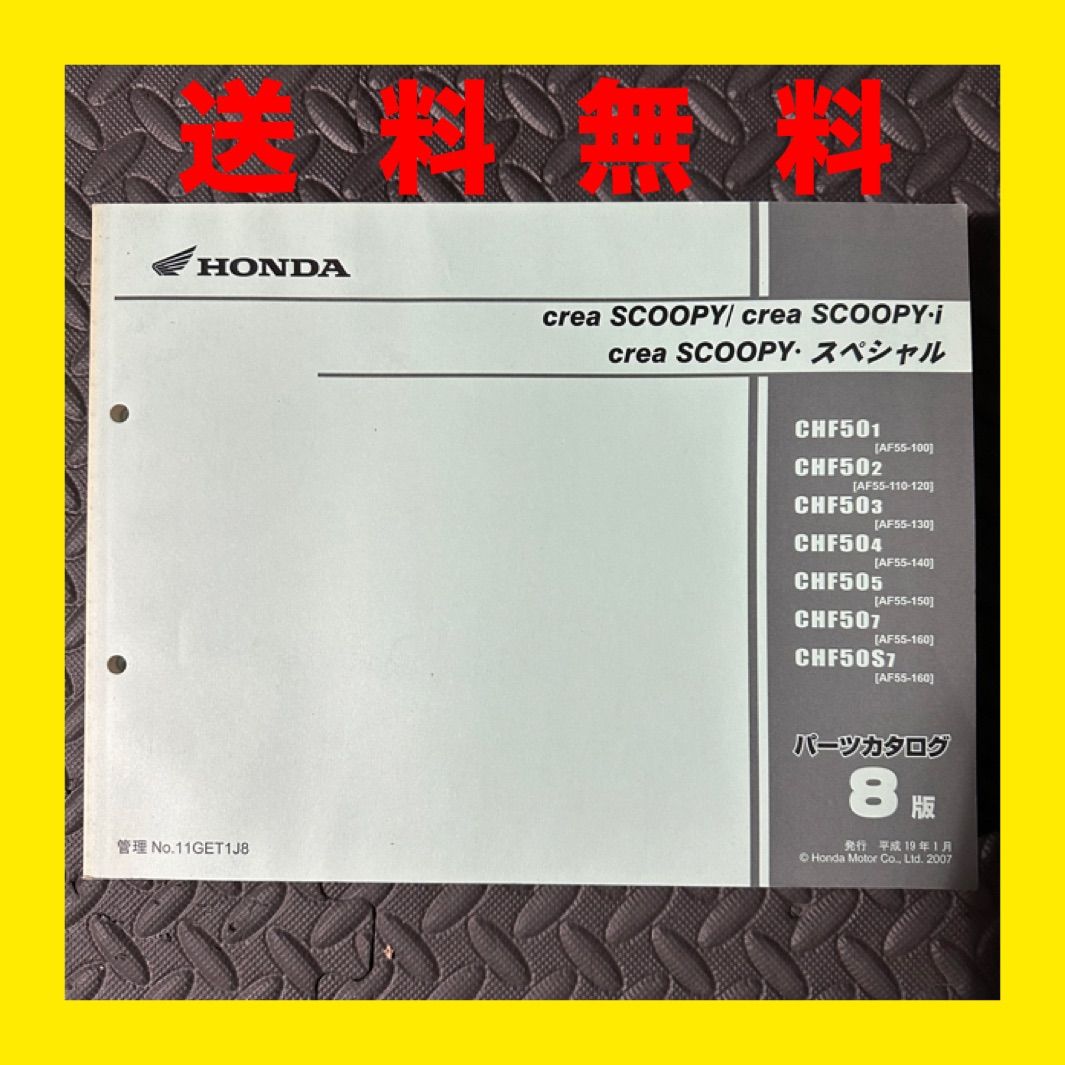 送料無料
HONDA
crea SCOOPY/ crea SCOOPY·i
crea SCOOPY· スペシャル
CHF501
[AF55-100]
CHF502
[AF55-110·120]
CHF503
[AF55-130]
CHF504
[AF55-140]
CHF505
[AF55-150]
CHF507
[AF55-160]
CHF50S7
[AF55-160]
パーツカタログ
8版
管理 No.11GET1J8
発行 平成19年1月
© Honda Motor Co., Ltd. 2007